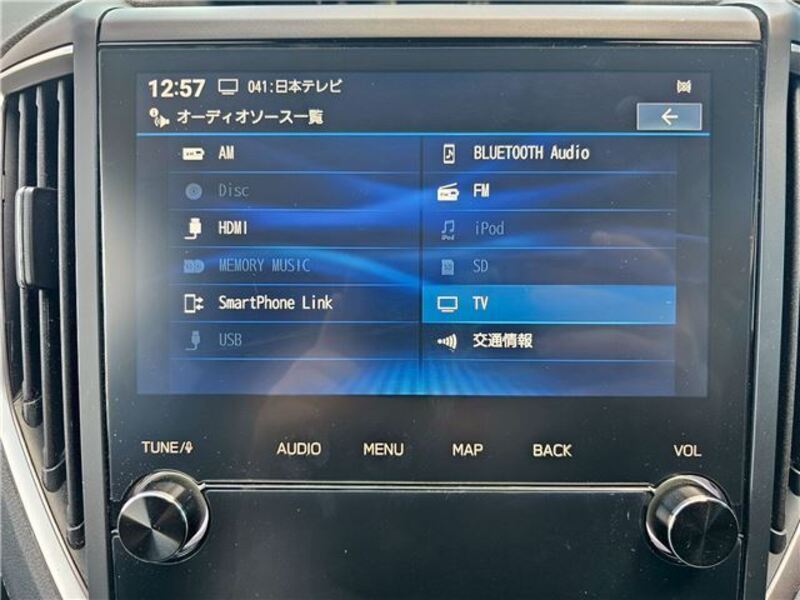 12:57 041:日本テレビ
オーディオソース一覧
AM BLUETOOTH Audio
Disc FM
HDMI iPod
MEMORY MUSIC SD
SmartPhone Link TV
USB 交通情報
TUNE/ AUDIO MENU MAP BACK VOL